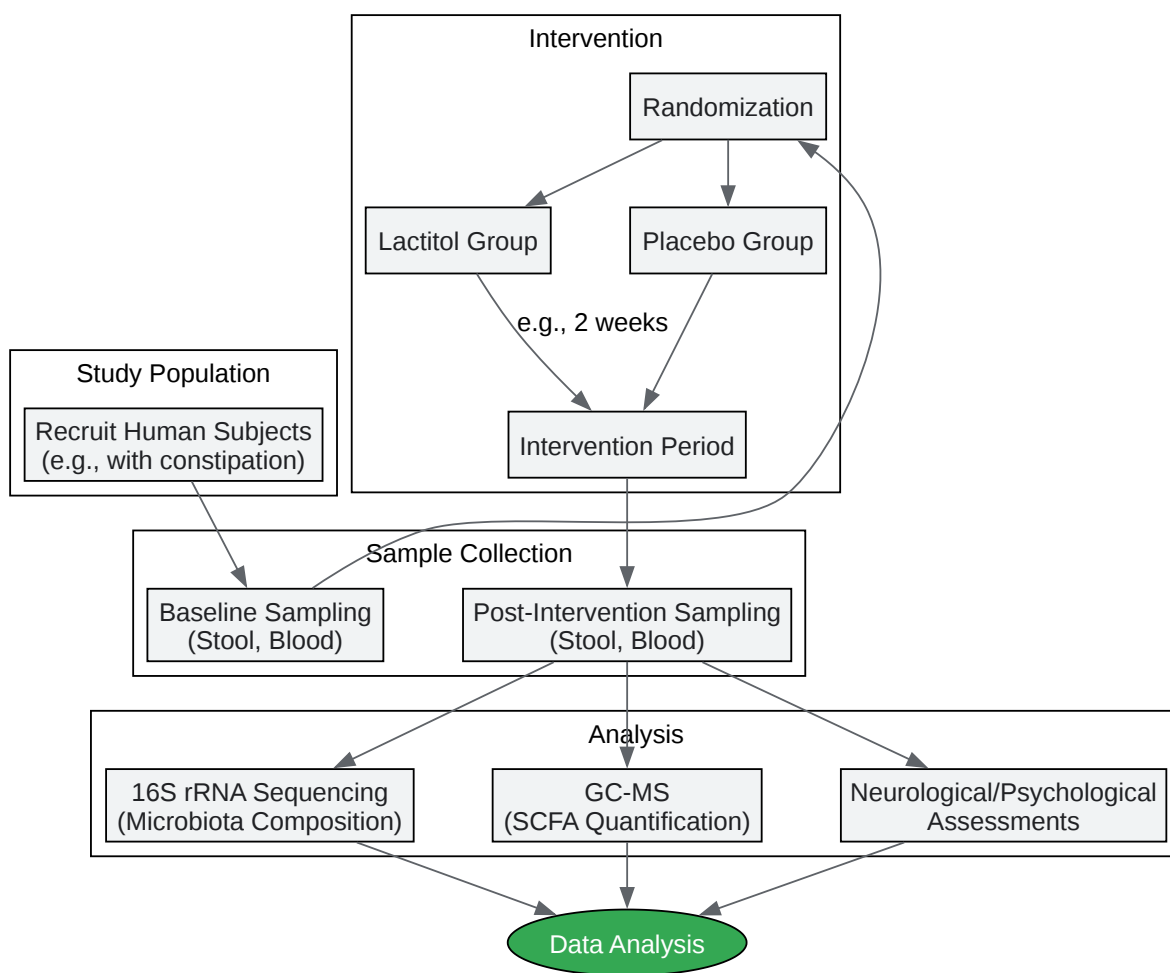 Intervention
Randomization
Lactitol Group
Placebo Group
e.g., 2 weeks
Intervention Period
Study Population
Recruit Human Subjects
(e.g., with constipation)
Sample Collection
Baseline Sampling
(Stool, Blood)
Post-Intervention Sampling
(Stool, Blood)
Analysis
16S rRNA Sequencing
(Microbiota Composition)
GC-MS
(SCFA Quantification)
Neurological/Psychological
Assessments
Data Analysis